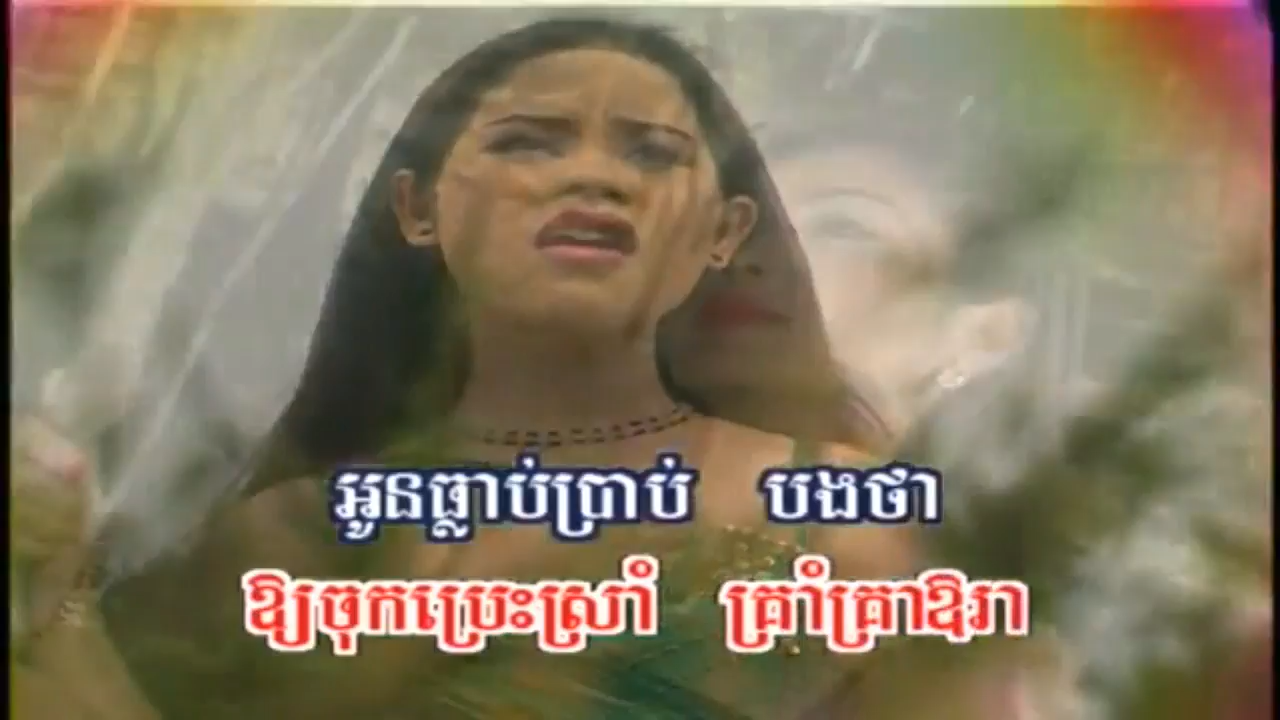 អូនធ្លាប់ប្រាប់ បងថា
ឱ្យចុកប្រេះស្រាំ គ្រាំគ្រាឱរា